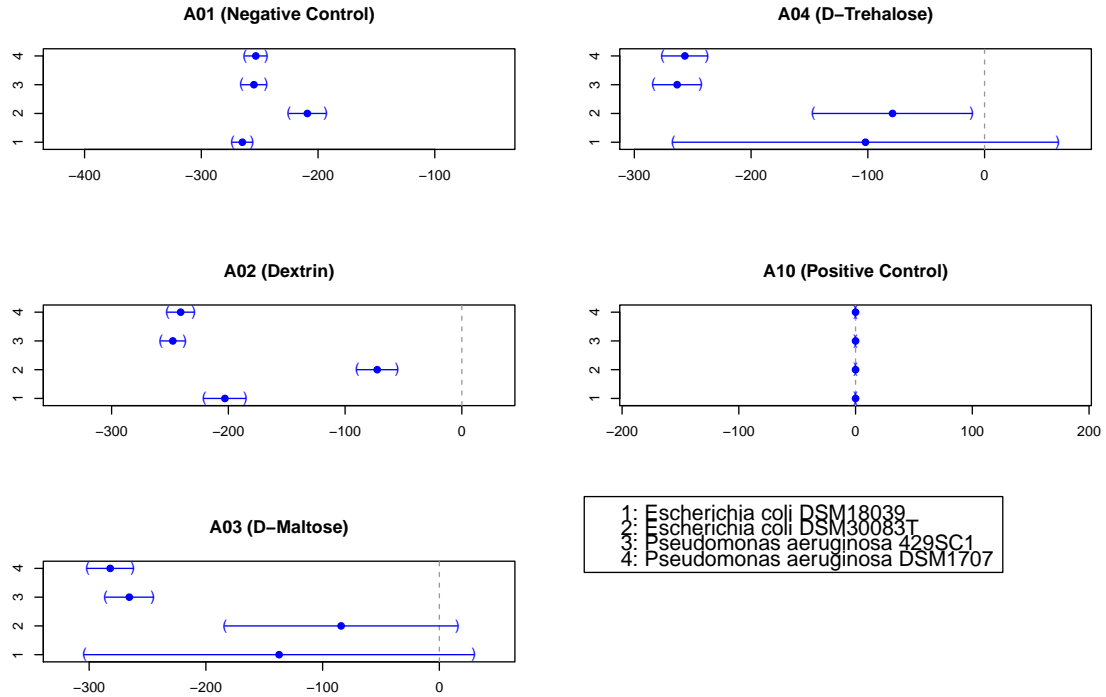 A01 (Negative Control)
4
3
2
1
−400 −300 −200 −100
A04 (D−Trehalose)
4
3
2
1
−300 −200 −100 0
A02 (Dextrin)
4
3
2
1
−300 −200 −100 0
A10 (Positive Control)
4
3
2
1
−200 −100 0 100 200
A03 (D−Maltose)
4
3
2
1
−300 −200 −100 0
1: Escherichia coli DSM18039
2: Escherichia coli DSM30083T
3: Pseudomonas aeruginosa 429SC1
4: Pseudomonas aeruginosa DSM1707